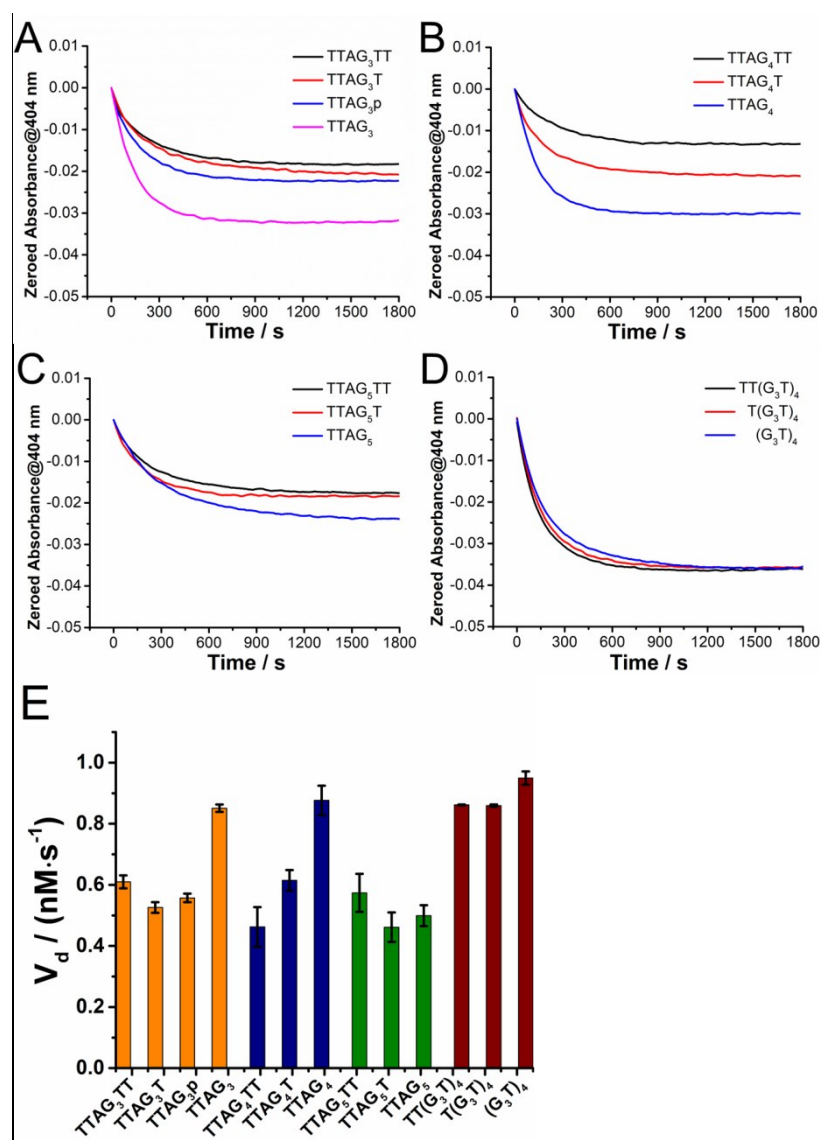 A
TTAG₃TT
TTAG₃T
TTAG₃p
TTAG₃
0.01
0.00
-0.01
-0.02
-0.03
-0.04
-0.05
Zeroed Absorbance@404 nm
0 300 600 900 1200 1500 1800
Time / s
B
TTAG₄TT
TTAG₄T
TTAG₄
0.01
0.00
-0.01
-0.02
-0.03
-0.04
-0.05
Zeroed Absorbance@404 nm
0 300 600 900 1200 1500 1800
Time / s
C
TTAG₅TT
TTAG₅T
TTAG₅
0.01
0.00
-0.01
-0.02
-0.03
-0.04
-0.05
Zeroed Absorbance@404 nm
0 300 600 900 1200 1500 1800
Time / s
D
TT(G₃T)₄
T(G₃T)₄
(G₃T)₄
0.01
0.00
-0.01
-0.02
-0.03
-0.04
-0.05
Zeroed Absorbance@404 nm
0 300 600 900 1200 1500 1800
Time / s
E
1.0
0.8
0.6
0.4
0.2
0.0
V_d / (nM·s⁻¹)
TTAG₃TT
TTAG₃T
TTAG₃p
TTAG₃
TTAG₄TT
TTAG₄T
TTAG₄
TTAG₅TT
TTAG₅T
TTAG₅
TT(G₃T)₄
T(G₃T)₄
(G₃T)₄